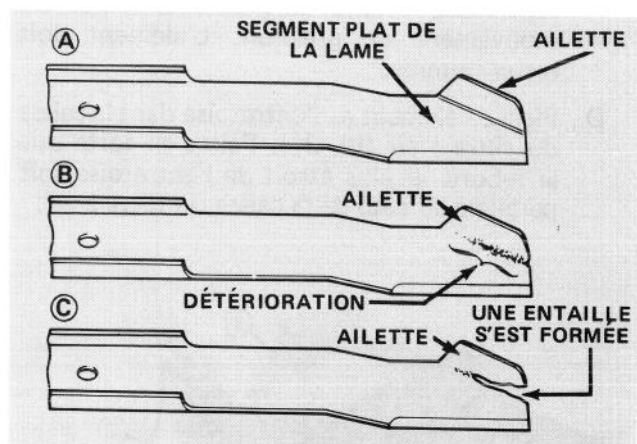 A
SEGMENT PLAT DE
LA LAME
AILETTE
B
AILETTE
DÉTÉRIORATION
UNE ENTAILLE
S'EST FORMÉE
C
AILETTE